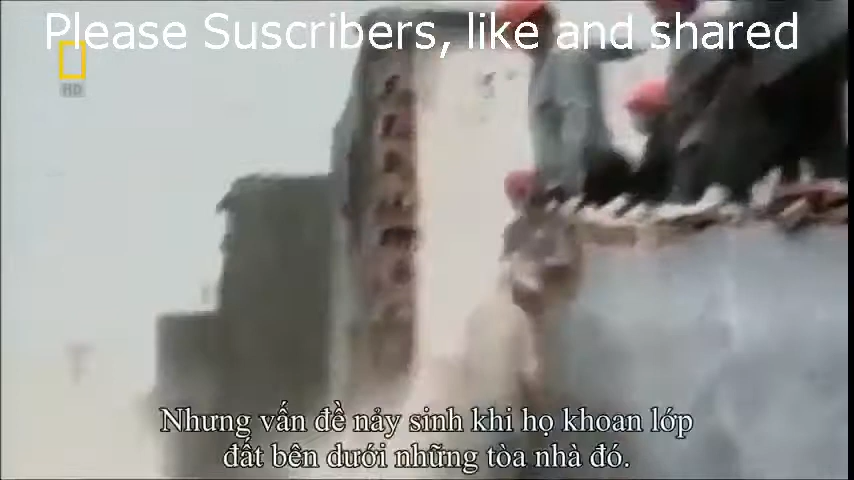 Please Suscribers, like and shared
HD
Nhưng vấn đề nảy sinh khi họ khoan lớp
đất bên dưới những tòa nhà đó.